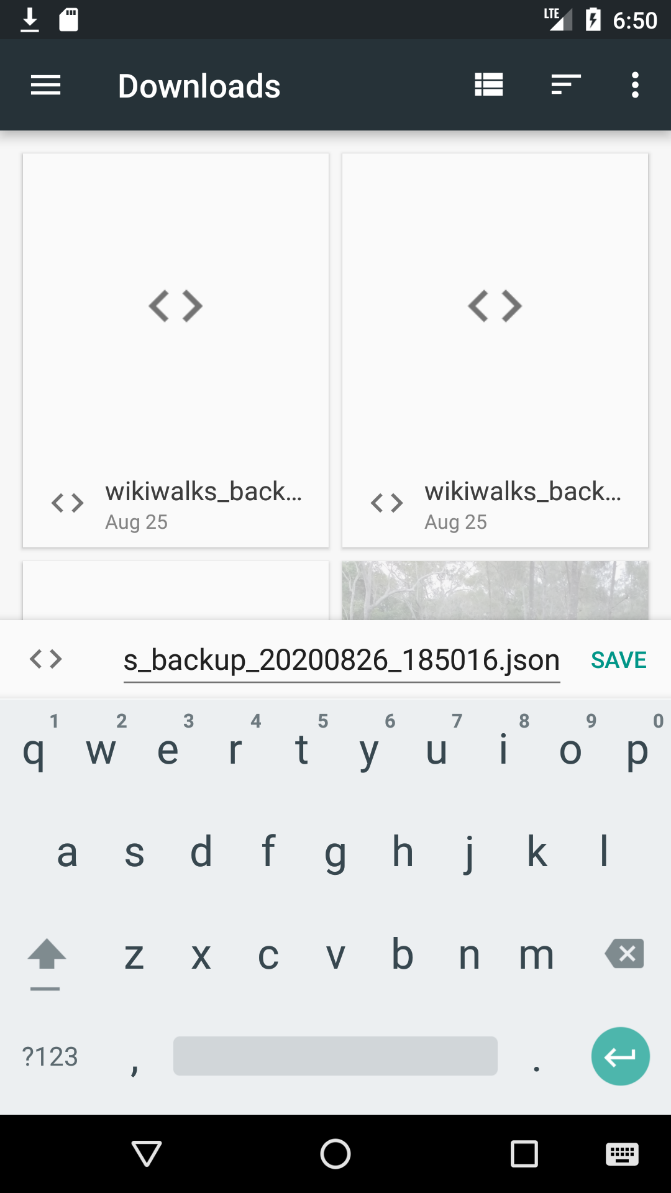 LTE 6:50
Downloads
wikiwalks_back... wikiwalks_back...
Aug 25 Aug 25
s_backup_20200826_185016.json SAVE
1 2 3 4 5 6 7 8 9 0
q w e r t y u i o p
a s d f g h j k l
z x c v b n m
?123 , .